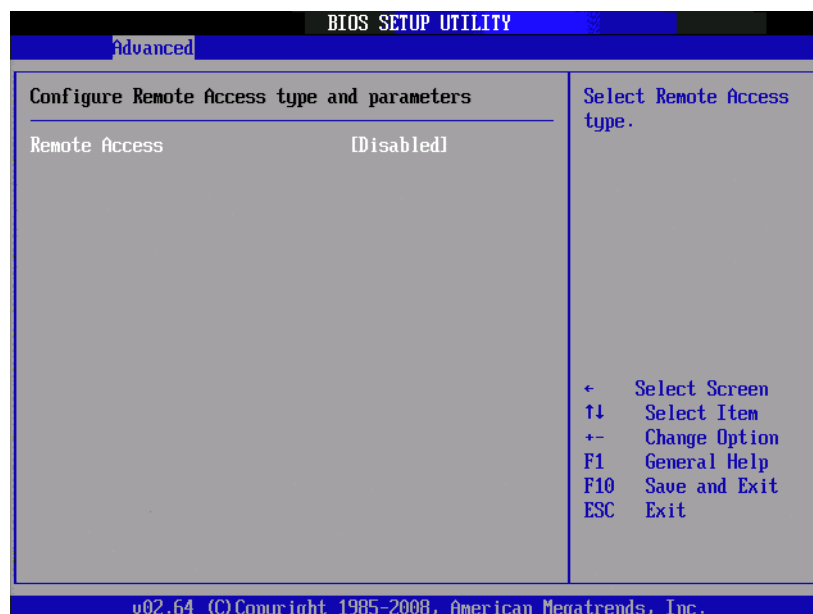 BIOS SETUP UTILITY
Advanced
Configure Remote Access type and parameters
Remote Access [Disabled]
Select Remote Access
type.
← Select Screen
↑↓ Select Item
+- Change Option
F1 General Help
F10 Save and Exit
ESC Exit
v02.64 (C)Copyright 1985-2008, American Megatrends, Inc.